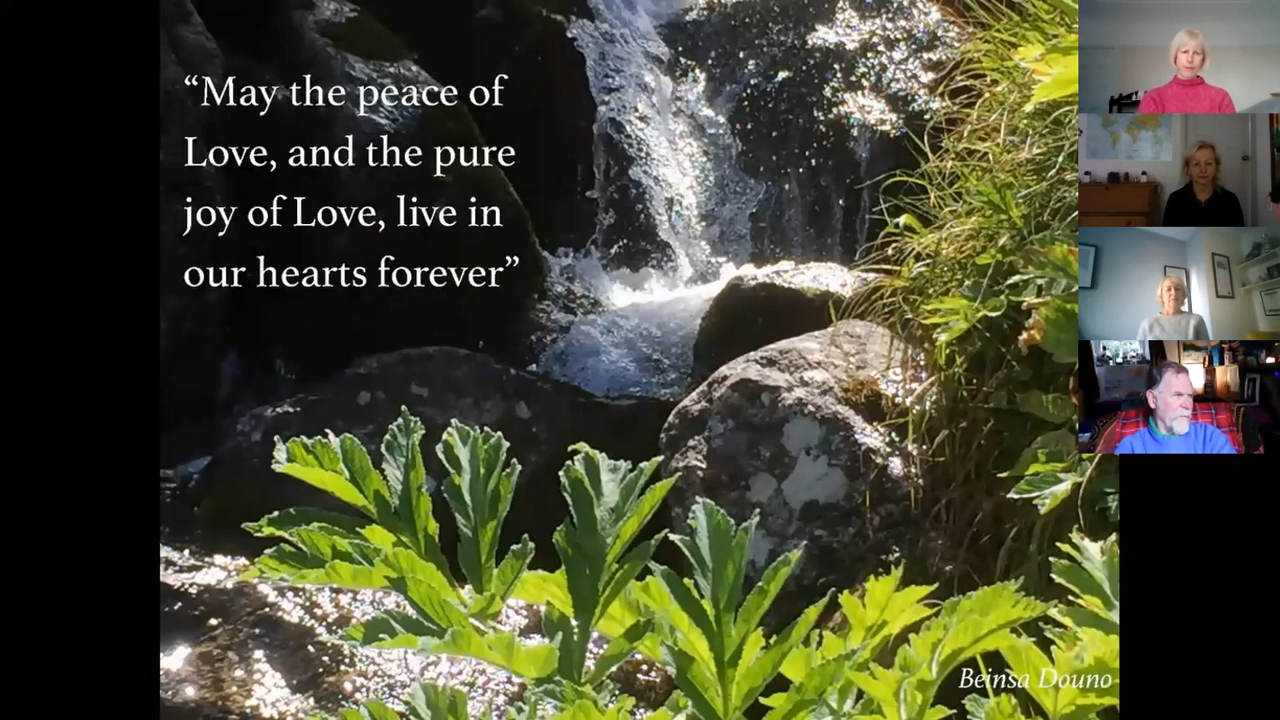 “May the peace of
Love, and the pure
joy of Love, live in
our hearts forever”
Beinsa Douno